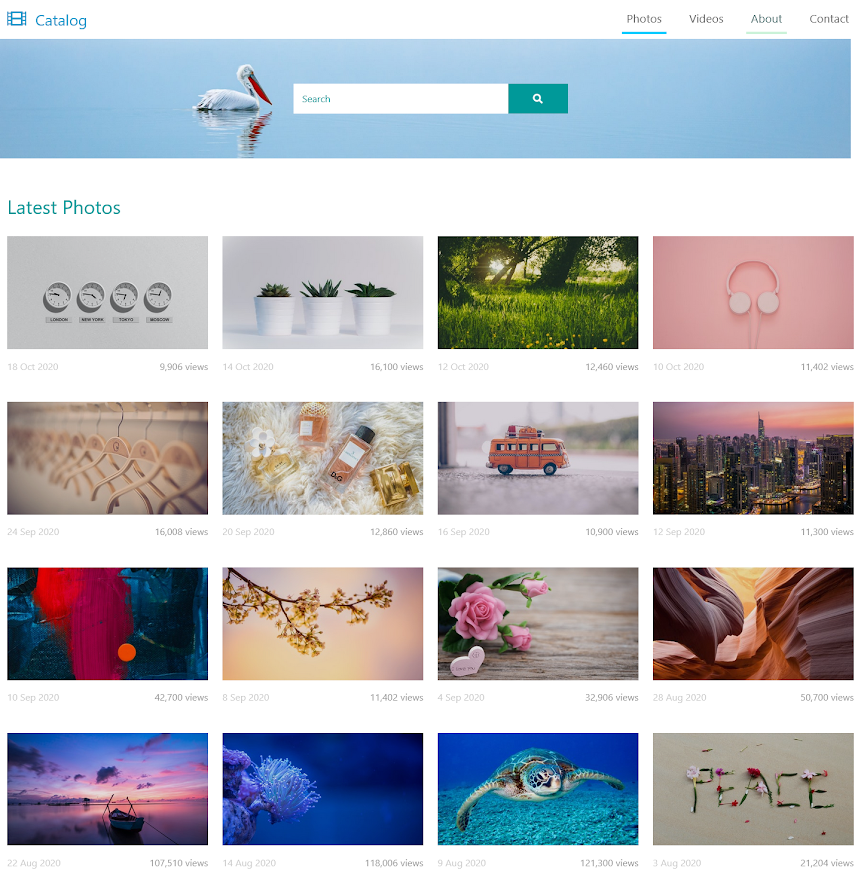 Catalog
Photos Videos About Contact
Search
Latest Photos
LONDON NEW YORK TOKYO MOSCOW
18 Oct 2020 9,906 views 14 Oct 2020 16,100 views 12 Oct 2020 12,460 views 10 Oct 2020 11,402 views
D&G
24 Sep 2020 16,008 views 20 Sep 2020 12,860 views 16 Sep 2020 10,900 views 12 Sep 2020 11,300 views
I love you
10 Sep 2020 42,700 views 8 Sep 2020 11,402 views 4 Sep 2020 32,906 views 28 Aug 2020 50,700 views
PEACE
22 Aug 2020 107,510 views 14 Aug 2020 118,006 views 9 Aug 2020 121,300 views 3 Aug 2020 21,204 views